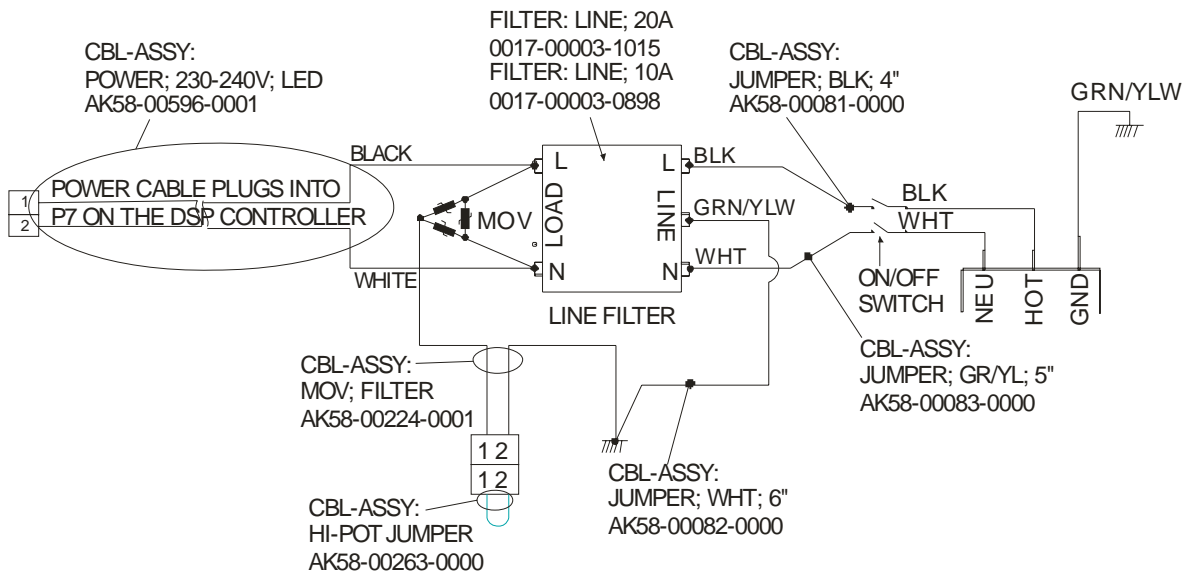 FILTER: LINE; 20A
0017-00003-1015
FILTER: LINE; 10A
0017-00003-0898
CBL-ASSY:
POWER; 230-240V; LED
AK58-00596-0001
CBL-ASSY:
JUMPER; BLK; 4"
AK58-00081-0000
GRN/YLW
BLACK
L
L
BLK
1
POWER CABLE PLUGS INTO
2
P7 ON THE DSP CONTROLLER
MOV
LOAD
LINE
GRN/YLW
BLK
WHT
WHITE
N
N
WHT
ON/OFF
SWITCH
NEU
HOT
GND
LINE FILTER
CBL-ASSY:
MOV; FILTER
AK58-00224-0001
CBL-ASSY:
JUMPER; GR/YL; 5"
AK58-00083-0000
1 2
1 2
CBL-ASSY:
JUMPER; WHT; 6"
AK58-00082-0000
CBL-ASSY:
HI-POT JUMPER
AK58-00263-0000